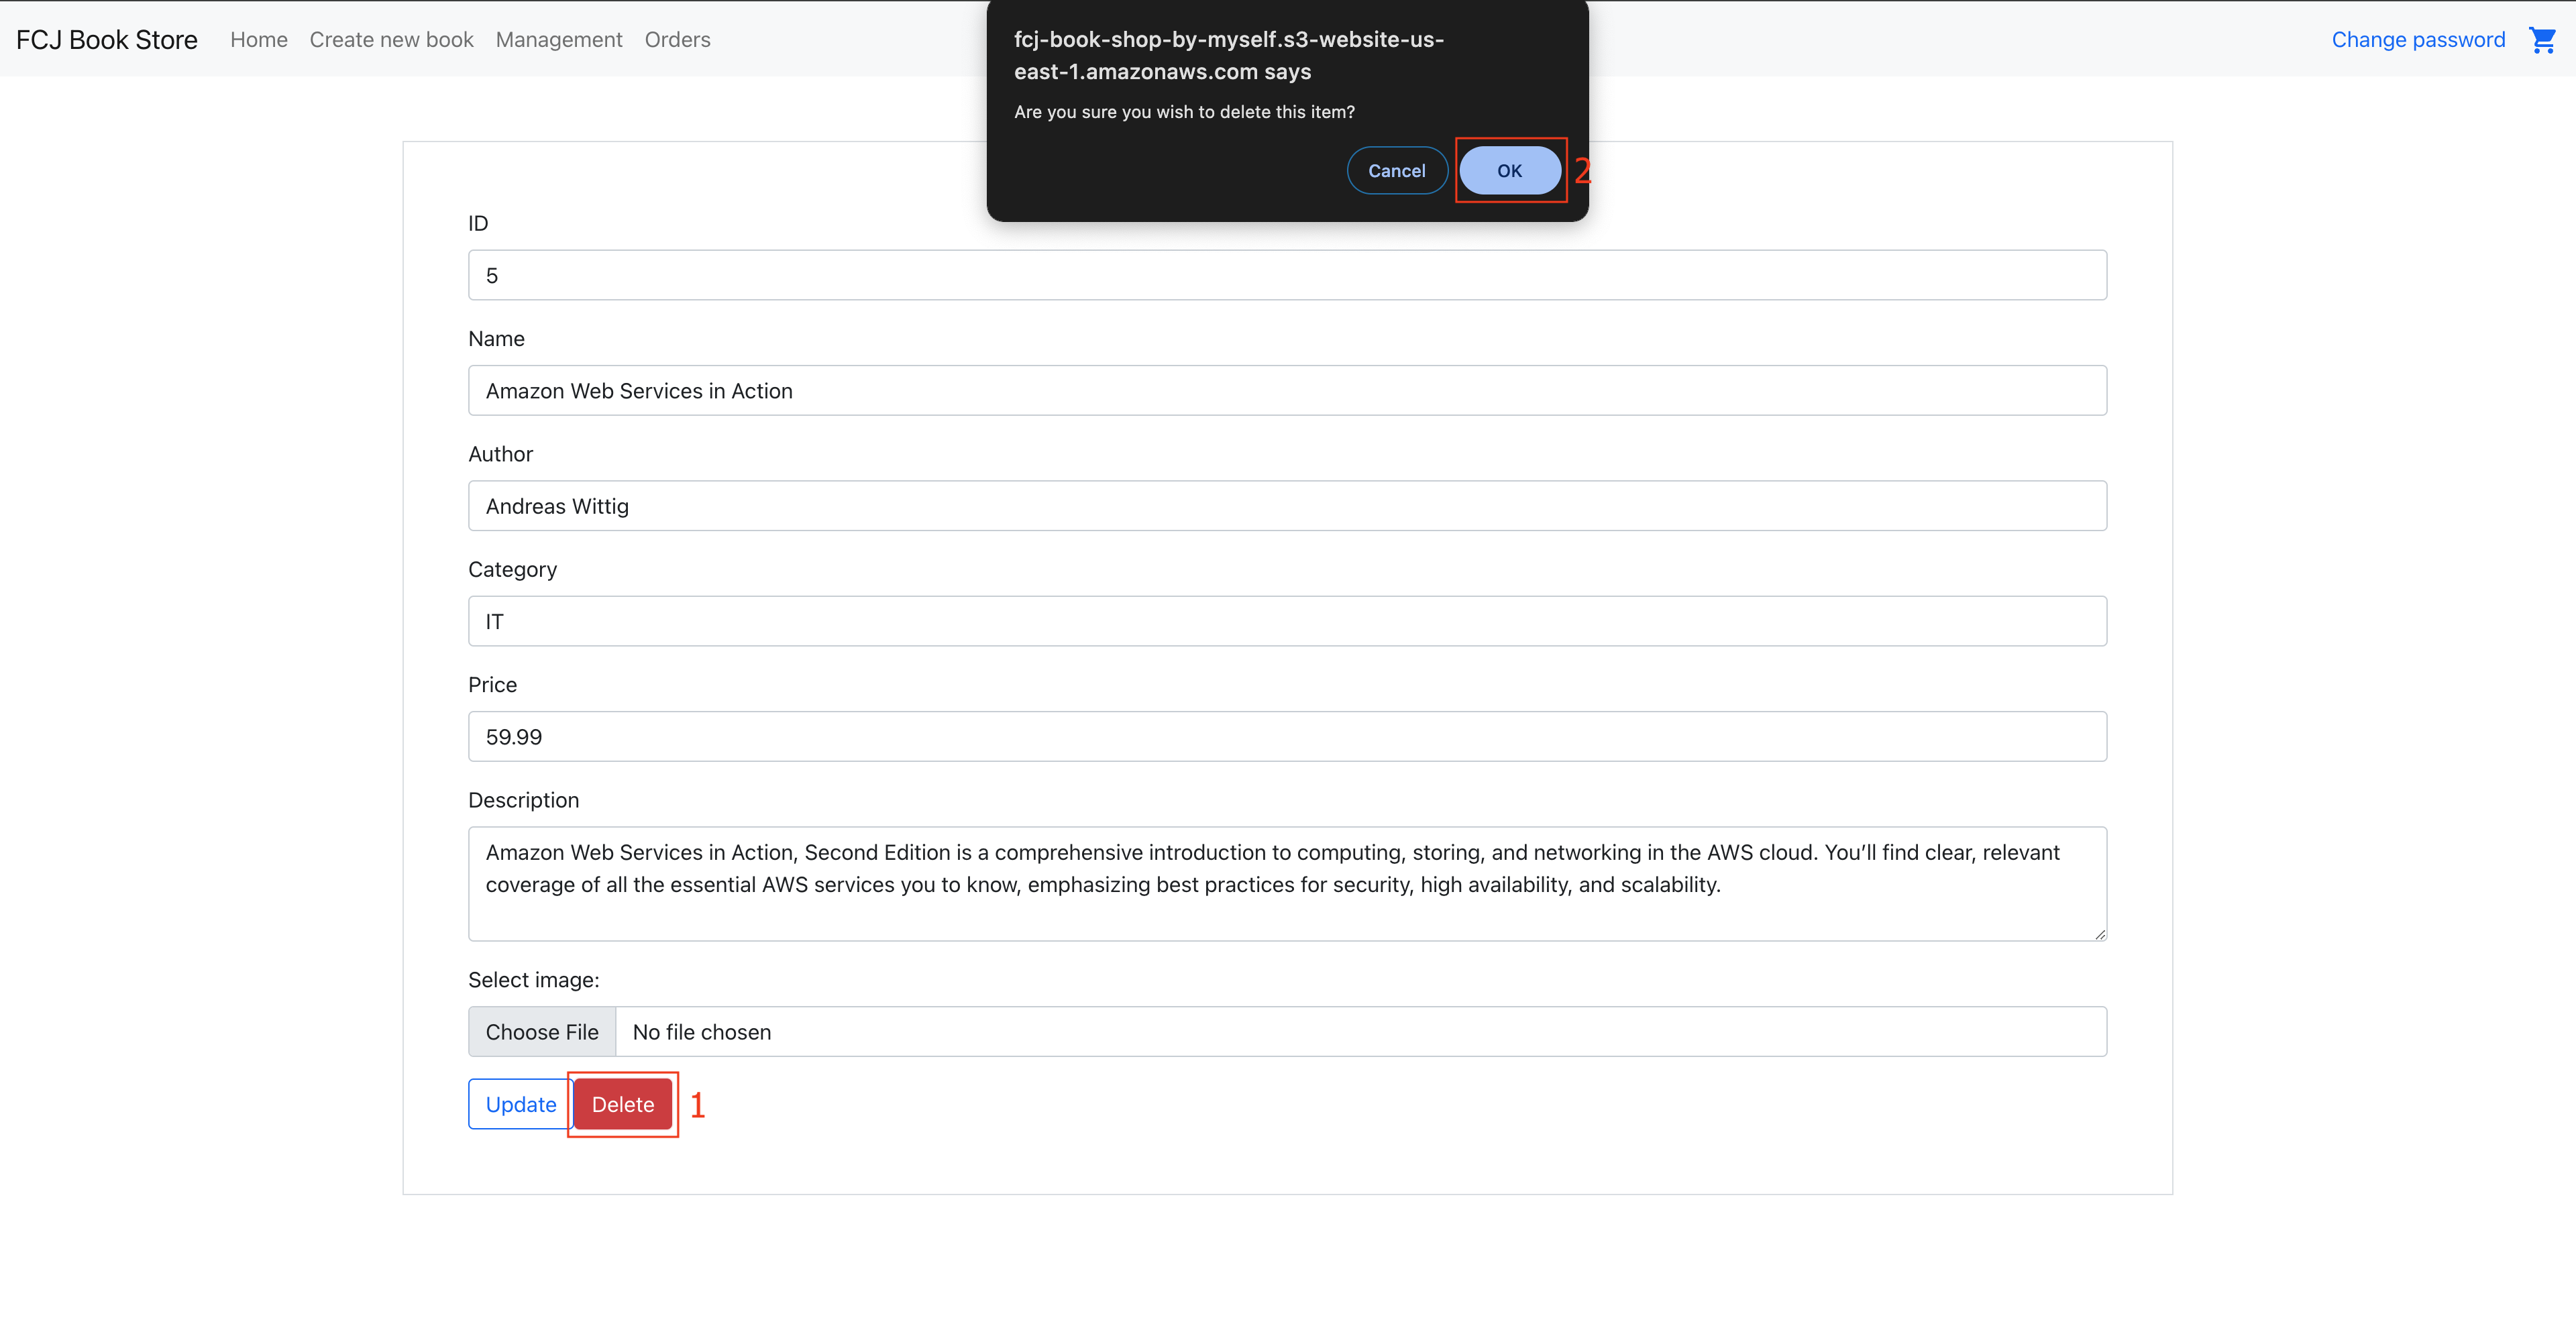 FCJ Book Store Home Create new book Management Orders Change password
fcj-book-shop-by-myself.s3-website-us-
east-1.amazonaws.com says
Are you sure you wish to delete this item?
Cancel OK 2
ID
5
Name
Amazon Web Services in Action
Author
Andreas Wittig
Category
IT
Price
59.99
Description
Amazon Web Services in Action, Second Edition is a comprehensive introduction to computing, storing, and networking in the AWS cloud. You’ll find clear, relevant
coverage of all the essential AWS services you to know, emphasizing best practices for security, high availability, and scalability.
Select image:
Choose File No file chosen
Update Delete 1